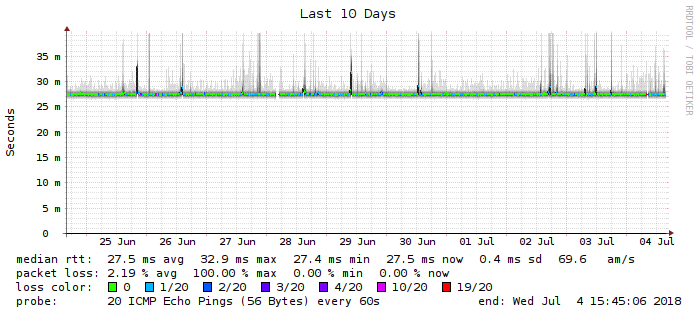 Last 10 Days
RRDTOOL / TOBI OETIKER
Seconds
35 m
30 m
25 m
20 m
15 m
10 m
5 m
0
25 Jun 26 Jun 27 Jun 28 Jun 29 Jun 30 Jun 01 Jul 02 Jul 03 Jul 04 Jul
median rtt: 27.5 ms avg 32.9 ms max 27.4 ms min 27.5 ms now 0.4 ms sd 69.6 am/s
packet loss: 2.19 % avg 100.00 % max 0.00 % min 0.00 % now
loss color: 0 1/20 2/20 3/20 4/20 10/20 19/20
probe: 20 ICMP Echo Pings (56 Bytes) every 60s end: Wed Jul 4 15:45:06 2018